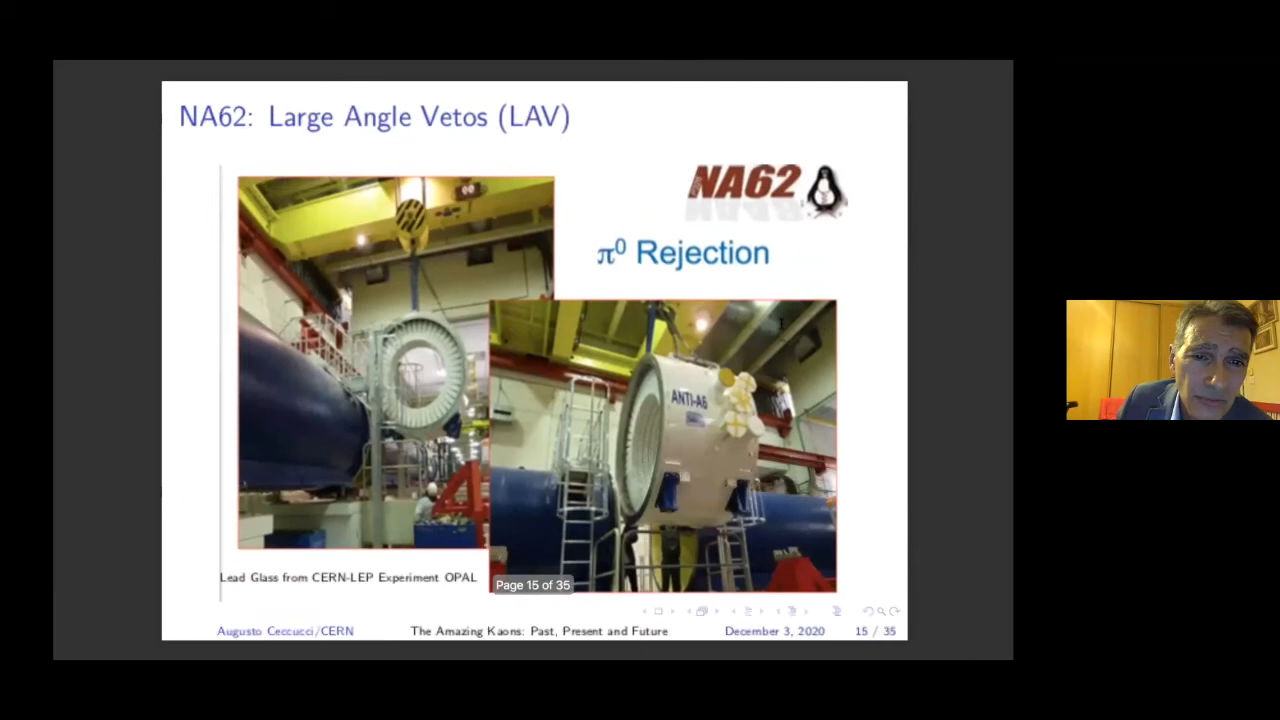 NA62: Large Angle Vetos (LAV)
NA62
π⁰ Rejection
ANTI-A6
Lead Glass from CERN-LEP Experiment OPAL
Page 15 of 35
Augusto Ceccucci/CERN The Amazing Kaons: Past, Present and Future December 3, 2020 15 / 35